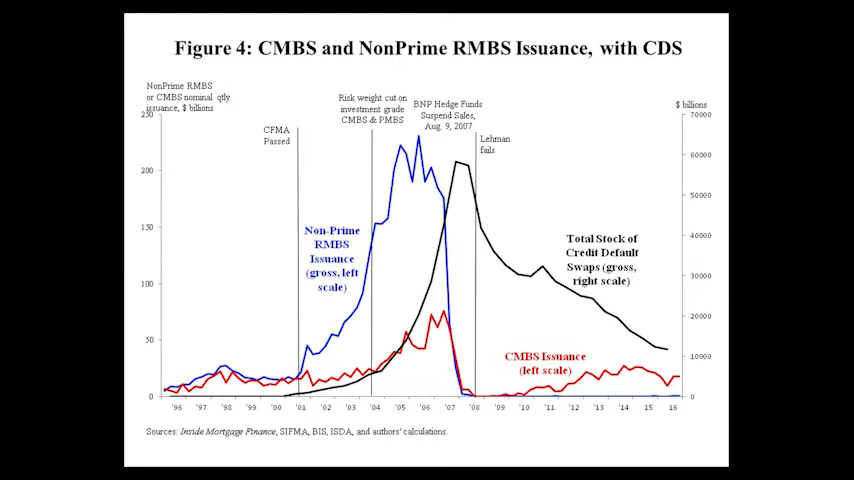 Figure 4: CMBS and NonPrime RMBS Issuance, with CDS
NonPrime RMBS
or CMBS nominal qtly
issuance, $ billions
$ billions
CFMA
Passed
Risk weight cut on
investment grade
CMBS & PMBS
BNP Hedge Funds
Suspend Sales,
Aug. 9, 2007
Lehman
fails
250
200
150
100
50
0
70000
60000
50000
40000
30000
20000
10000
0
Non-Prime
RMBS
Issuance
(gross, left
scale)
Total Stock of
Credit Default
Swaps (gross,
right scale)
CMBS Issuance
(left scale)
'96 '97 '98 '99 '00 '01 '02 '03 '04 '05 '06 '07 '08 '09 '10 '11 '12 '13 '14 15 16
Sources: Inside Mortgage Finance, SIFMA, BIS, ISDA, and authors' calculations.